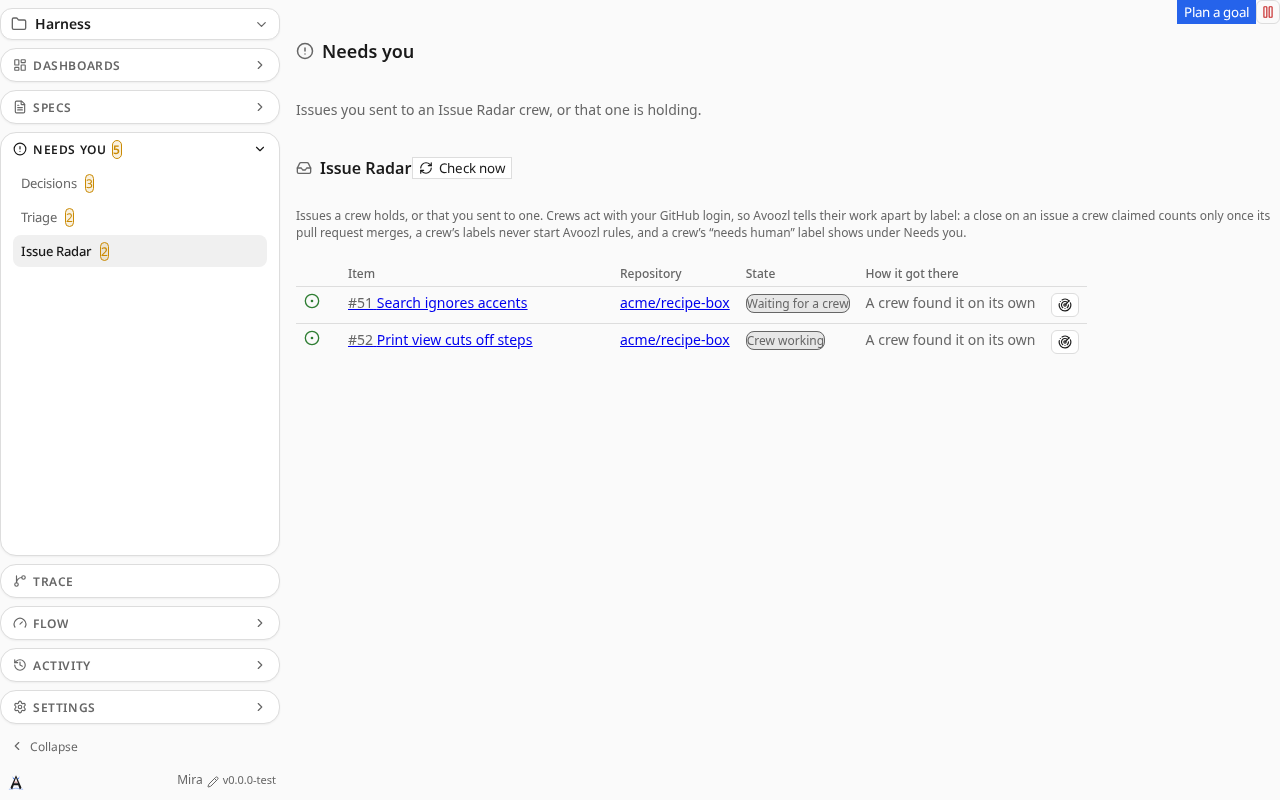 Harness
DASHBOARDS
SPECS
NEEDS YOU 5
Decisions 3
Triage 2
Issue Radar 2
TRACE
FLOW
ACTIVITY
SETTINGS
Collapse
Mira v0.0.0-test
Plan a goal
Needs you
Issues you sent to an Issue Radar crew, or that one is holding.
Issue Radar Check now
Issues a crew holds, or that you sent to one. Crews act with your GitHub login, so Avoozl tells their work apart by label: a close on an issue a crew claimed counts only once its
pull request merges, a crew’s labels never start Avoozl rules, and a crew’s “needs human” label shows under Needs you.
Item Repository State How it got there
#51 Search ignores accents acme/recipe-box Waiting for a crew A crew found it on its own
#52 Print view cuts off steps acme/recipe-box Crew working A crew found it on its own